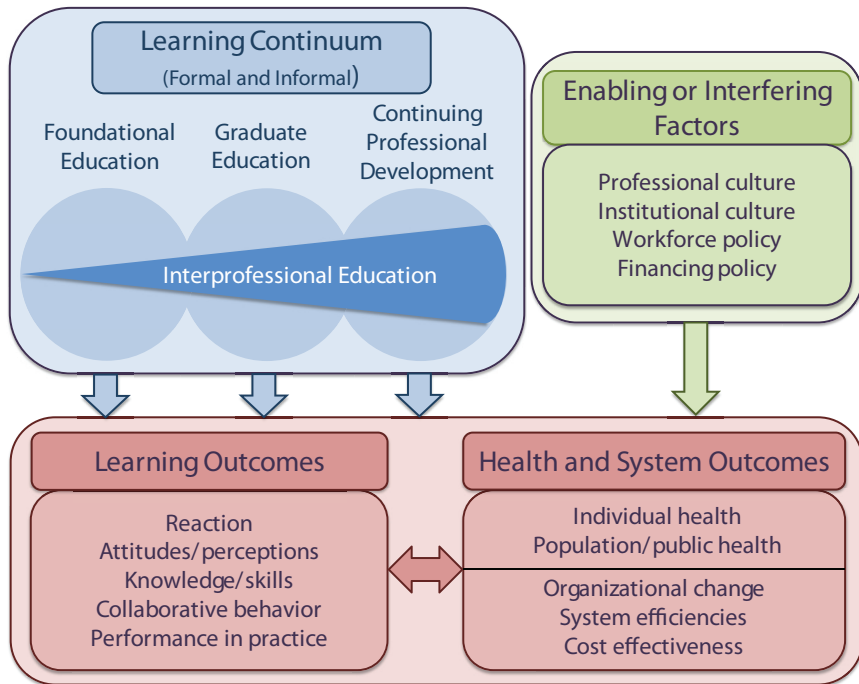 Learning Continuum
(Formal and Informal)
Foundational
Education
Graduate
Education
Continuing
Professional
Development
Interprofessional Education
Enabling or Interfering
Factors
Professional culture
Institutional culture
Workforce policy
Financing policy
Learning Outcomes
Reaction
Attitudes/perceptions
Knowledge/skills
Collaborative behavior
Performance in practice
Health and System Outcomes
Individual health
Population/public health
Organizational change
System efficiencies
Cost effectiveness